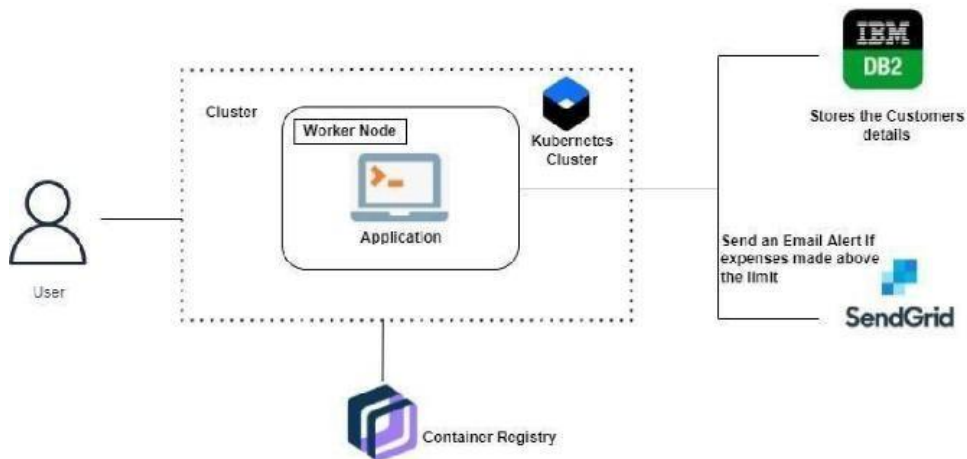 IBM
DB2
Stores the Customers
details
Cluster
Worker Node
Kubernetes
Cluster
Application
User
Send an Email Alert if
expenses made above
the limit
SendGrid
Container Registry